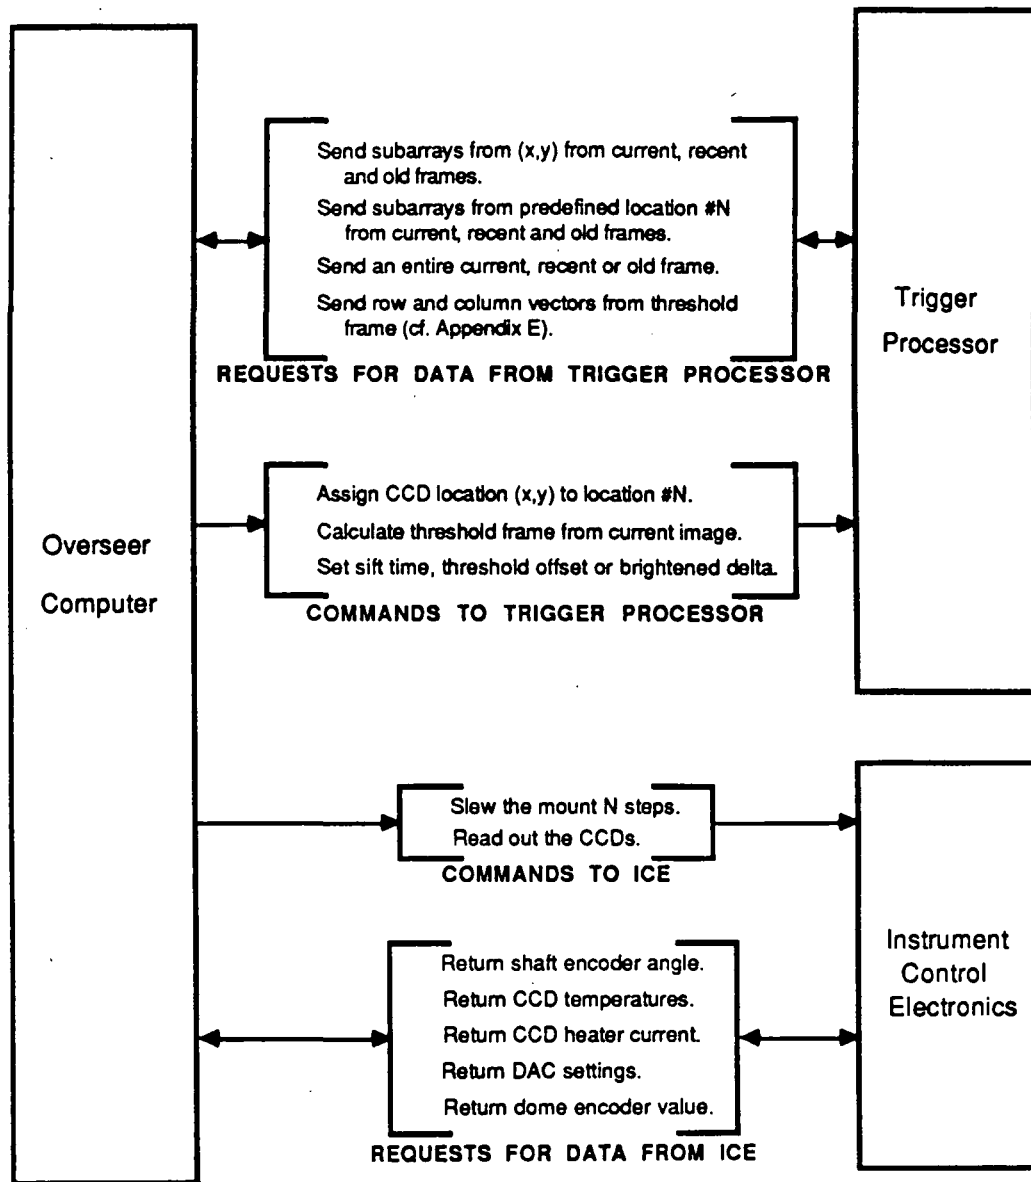 Overseer
Computer
Send subarrays from (x,y) from current, recent
and old frames.
Send subarrays from predefined location #N
from current, recent and old frames.
Send an entire current, recent or old frame.
Send row and column vectors from threshold
frame (cf. Appendix E).
REQUESTS FOR DATA FROM TRIGGER PROCESSOR
Trigger
Processor
Assign CCD location (x,y) to location #N.
Calculate threshold frame from current image.
Set sift time, threshold offset or brightened delta.
COMMANDS TO TRIGGER PROCESSOR
Slew the mount N steps.
Read out the CCDs.
COMMANDS TO ICE
Return shaft encoder angle.
Return CCD temperatures.
Return CCD heater current.
Return DAC settings.
Return dome encoder value.
REQUESTS FOR DATA FROM ICE
Instrument
Control
Electronics